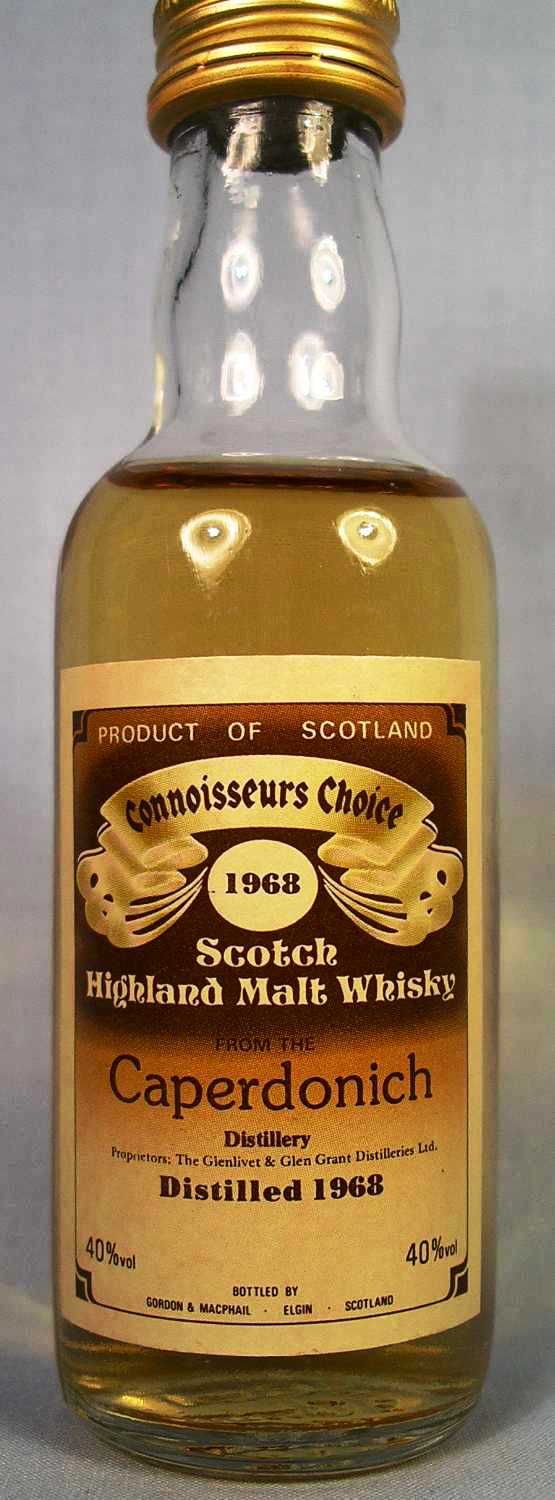 PRODUCT OF SCOTLAND
Connoisseurs Choice
1968
Scotch
Highland Malt Whisky
FROM THE
Caperdonich
Distillery
Proprietors: The Glenlivet & Glen Grant Distilleries Ltd.
Distilled 1968
40%vol 40%vol
BOTTLED BY
GORDON & MACPHAIL · ELGIN · SCOTLAND